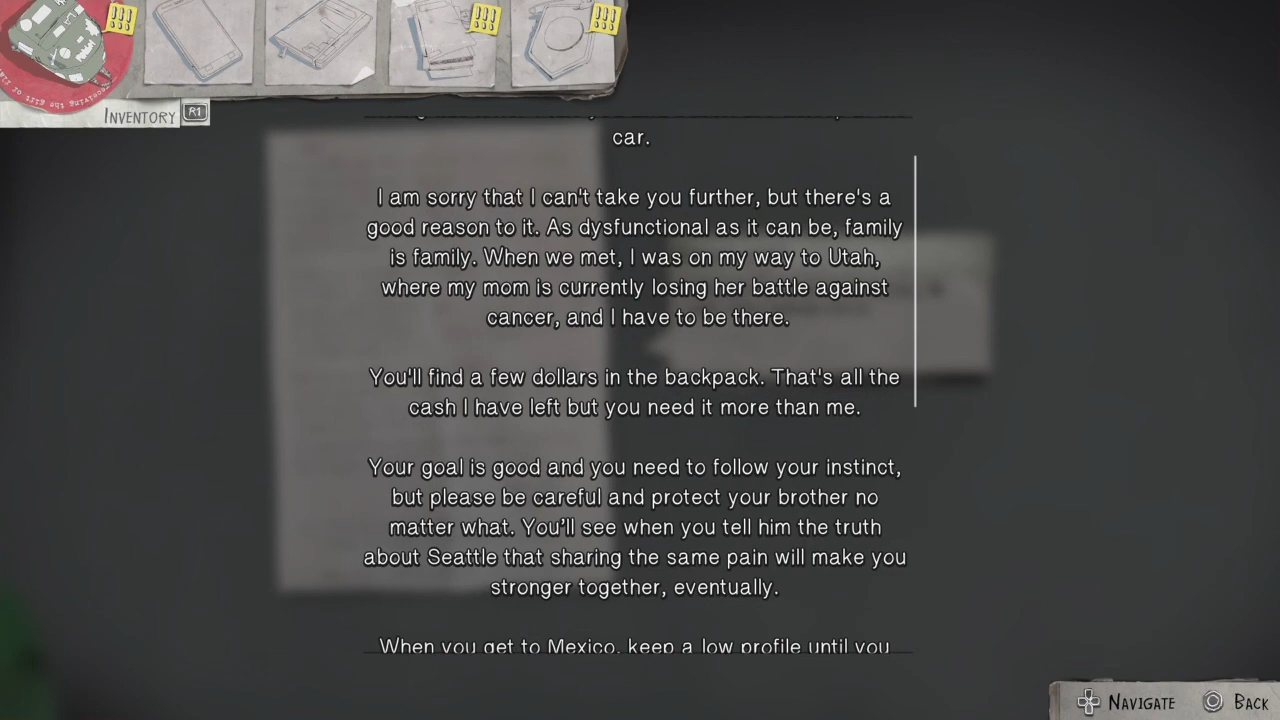 INVENTORY R1
car.
I am sorry that I can't take you further, but there's a
good reason to it. As dysfunctional as it can be, family
is family. When we met, I was on my way to Utah,
where my mom is currently losing her battle against
cancer, and I have to be there.
You'll find a few dollars in the backpack. That's all the
cash I have left but you need it more than me.
Your goal is good and you need to follow your instinct,
but please be careful and protect your brother no
matter what. You'll see when you tell him the truth
about Seattle that sharing the same pain will make you
stronger together, eventually.
When you get to Mexico, keep a low profile until you
NAVIGATE BACK